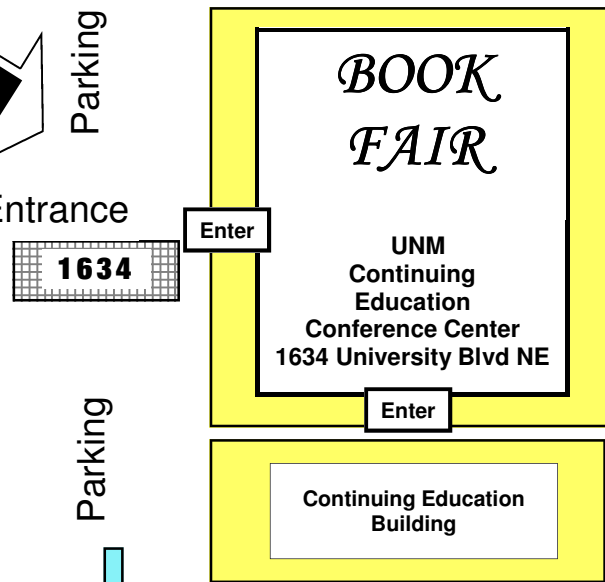 Parking
BOOK
FAIR
Entrance
Enter
1634
UNM
Continuing
Education
Conference Center
1634 University Blvd NE
Enter
Parking
Continuing Education
Building